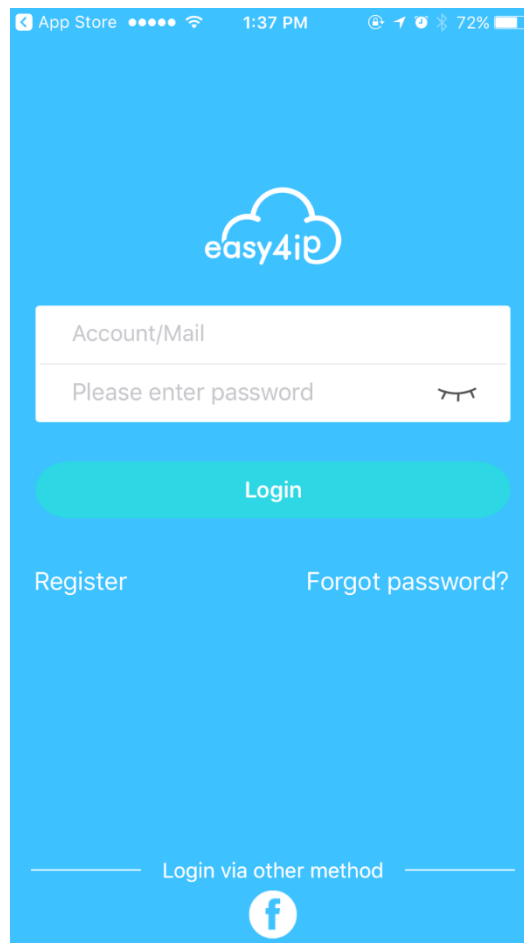 App Store 1:37 PM 72%
easy4ip
Account/Mail
Please enter password
Login
Register Forgot password?
Login via other method
f